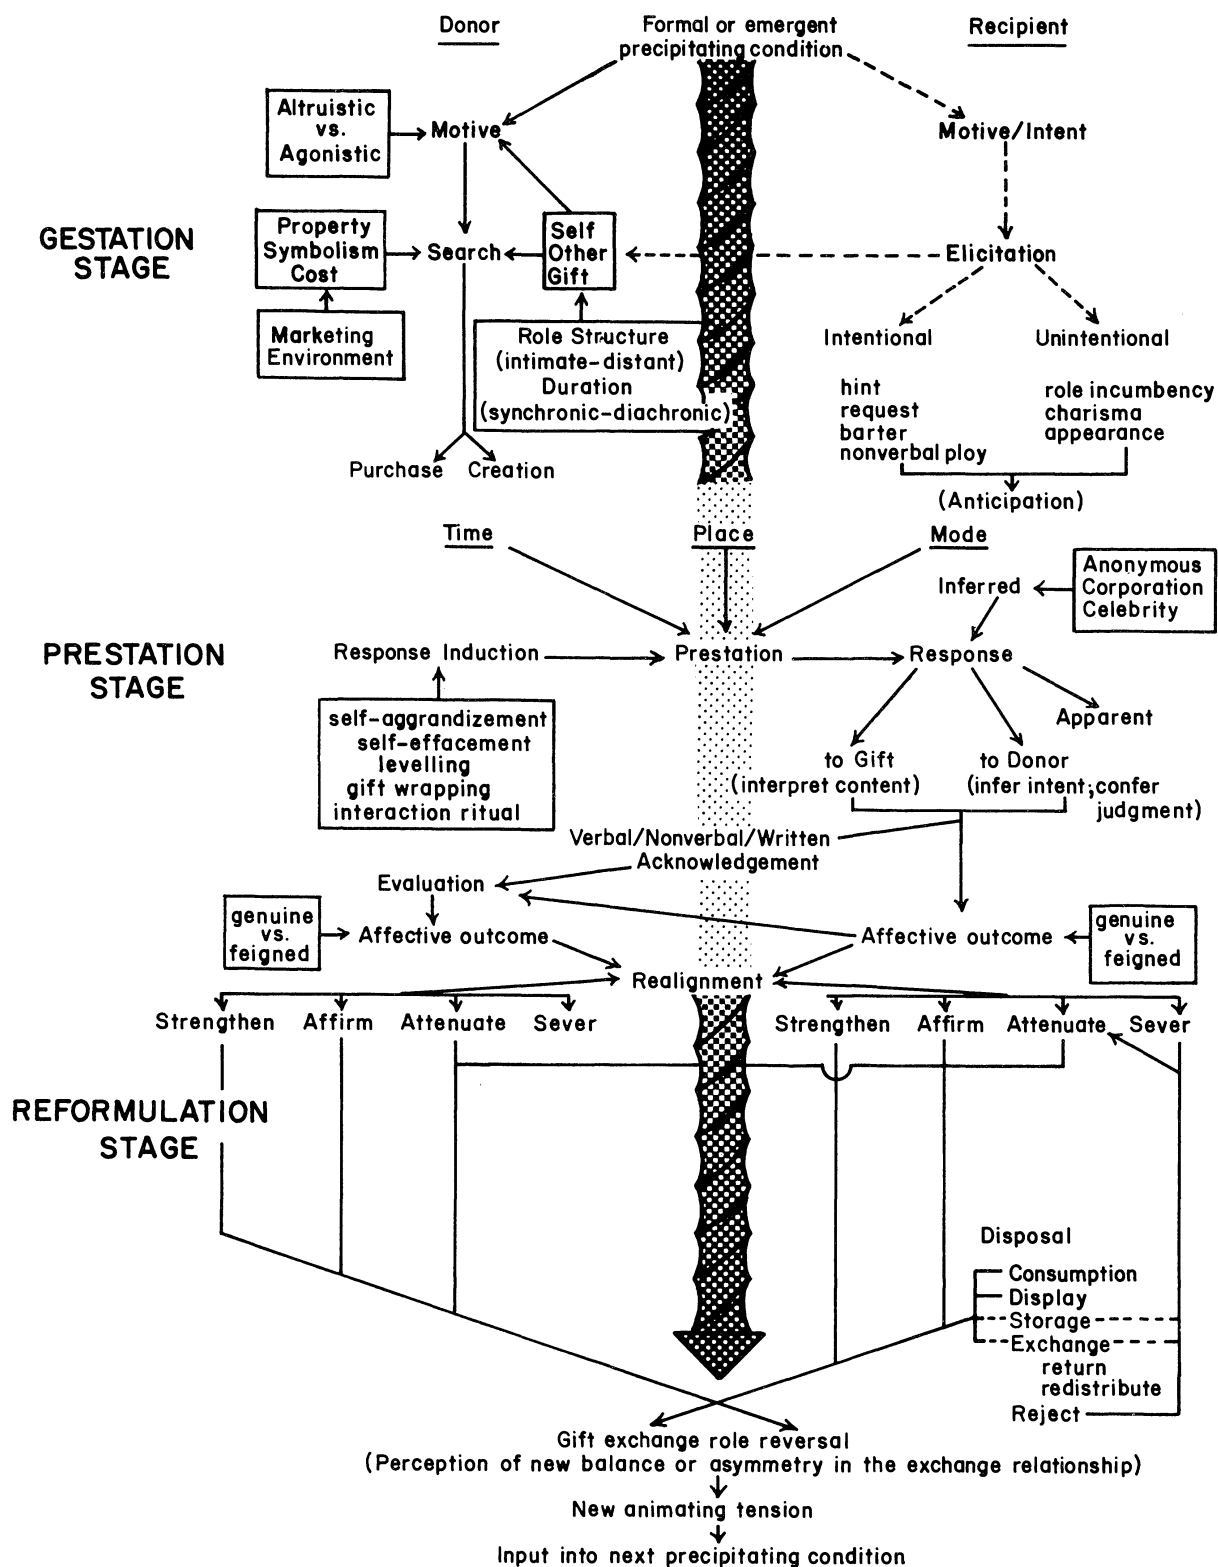 Donor
Formal or emergent
precipitating condition
Recipient
Altruistic
vs.
Agonistic
Motive
Motive/Intent
GESTATION
STAGE
Property
Symbolism
Cost
Search
Self
Other
Gift
Elicitation
Marketing
Environment
Role Structure
(intimate-distant)
Duration
(synchronic-diachronic)
Intentional
Unintentional
hint
request
barter
nonverbal ploy
role incumbency
charisma
appearance
Purchase
Creation
(Anticipation)
Time
Place
Mode
Inferred
Anonymous
Corporation
Celebrity
PRESTATION
STAGE
Response Induction
Prestation
Response
Apparent
self-aggrandizement
self-effacement
levelling
gift wrapping
interaction ritual
to Gift
(interpret content)
to Donor
(infer intent; confer
judgment)
Verbal/Nonverbal/Written
Acknowledgement
Evaluation
genuine
vs.
feigned
Affective outcome
Affective outcome
genuine
vs.
feigned
Realignment
Strengthen
Affirm
Attenuate
Sever
Strengthen
Affirm
Attenuate
Sever
REFORMULATION
STAGE
Disposal
Consumption
Display
Storage
Exchange
return
redistribute
Reject
Gift exchange role reversal
(Perception of new balance or asymmetry in the exchange relationship)
New animating tension
Input into next precipitating condition